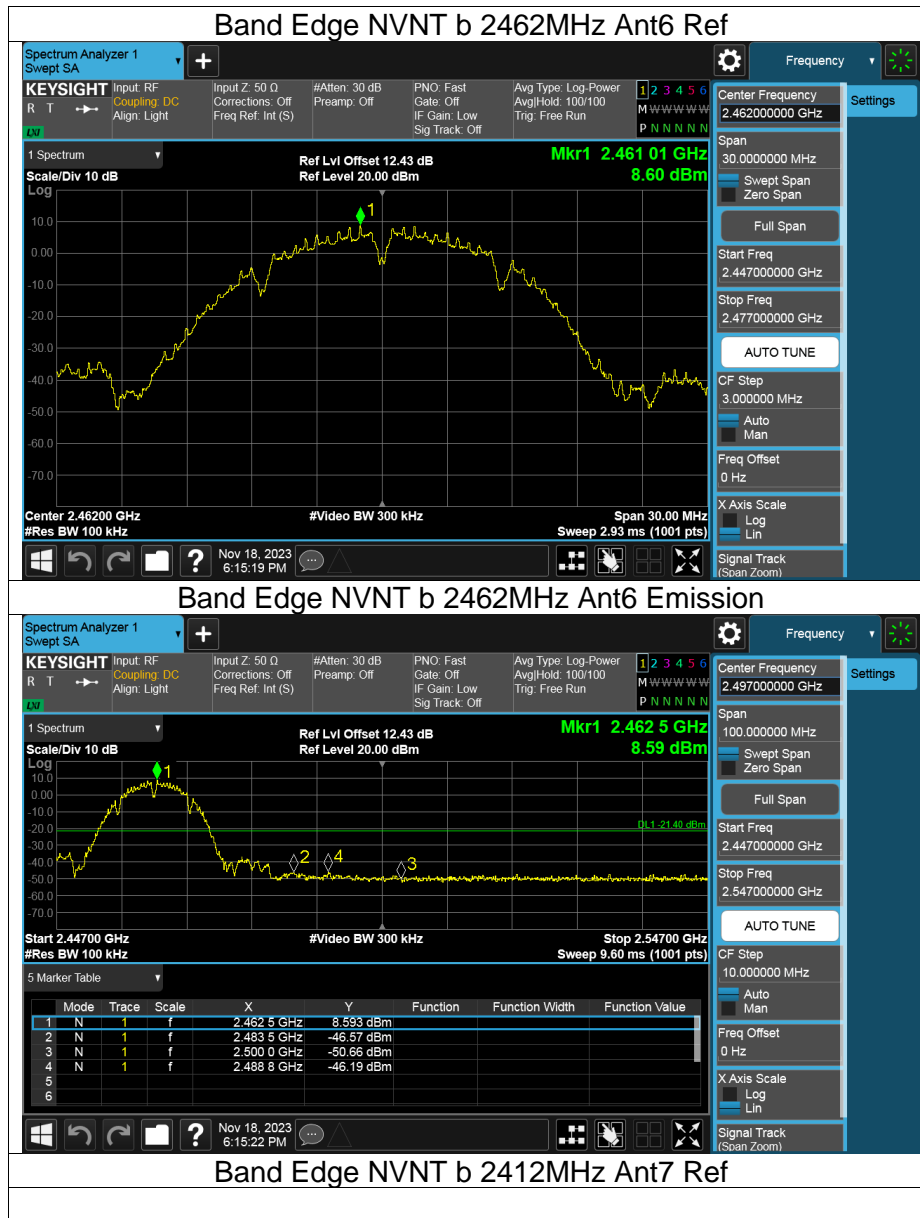 Band Edge NVNT b 2462MHz Ant6 Ref
Spectrum Analyzer 1
Swept SA
+
Frequency
KEYSIGHT
R T
LXI
Input: RF
Coupling: DC
Align: Light
Input Z: 50 Ω
Corrections: Off
Freq Ref: Int (S)
#Atten: 30 dB
Preamp: Off
PNO: Fast
Gate: Off
IF Gain: Low
Sig Track: Off
Avg Type: Log-Power
Avg|Hold: 100/100
Trig: Free Run
1 2 3 4 5 6
M W W W W W
P N N N N N
Center Frequency
2.462000000 GHz
Settings
Span
30.0000000 MHz
Swept Span
Zero Span
Full Span
Start Freq
2.447000000 GHz
Stop Freq
2.477000000 GHz
AUTO TUNE
CF Step
3.000000 MHz
Auto
Man
Freq Offset
0 Hz
X Axis Scale
Log
Lin
Signal Track
(Span Zoom)
1 Spectrum
Scale/Div 10 dB
Ref Lvl Offset 12.43 dB
Ref Level 20.00 dBm
Mkr1 2.461 01 GHz
8.60 dBm
Log
10.0
0.00
-10.0
-20.0
-30.0
-40.0
-50.0
-60.0
-70.0
1
Center 2.46200 GHz
#Res BW 100 kHz
#Video BW 300 kHz
Span 30.00 MHz
Sweep 2.93 ms (1001 pts)
?
Nov 18, 2023
6:15:19 PM
Band Edge NVNT b 2462MHz Ant6 Emission
Spectrum Analyzer 1
Swept SA
+
Frequency
KEYSIGHT
R T
LXI
Input: RF
Coupling: DC
Align: Light
Input Z: 50 Ω
Corrections: Off
Freq Ref: Int (S)
#Atten: 30 dB
Preamp: Off
PNO: Fast
Gate: Off
IF Gain: Low
Sig Track: Off
Avg Type: Log-Power
Avg|Hold: 100/100
Trig: Free Run
1 2 3 4 5 6
M W W W W W
P N N N N N
Center Frequency
2.497000000 GHz
Settings
Span
100.000000 MHz
Swept Span
Zero Span
Full Span
Start Freq
2.447000000 GHz
Stop Freq
2.547000000 GHz
AUTO TUNE
CF Step
10.000000 MHz
Auto
Man
Freq Offset
0 Hz
X Axis Scale
Log
Lin
Signal Track
(Span Zoom)
1 Spectrum
Scale/Div 10 dB
Ref Lvl Offset 12.43 dB
Ref Level 20.00 dBm
Mkr1 2.462 5 GHz
8.59 dBm
Log
10.0
0.00
-10.0
-20.0
-30.0
-40.0
-50.0
-60.0
-70.0
1
2
4
3
DL1 -21.40 dBm
Start 2.44700 GHz
#Res BW 100 kHz
#Video BW 300 kHz
Stop 2.54700 GHz
Sweep 9.60 ms (1001 pts)
5 Marker Table
Mode Trace Scale X Y Function Function Width Function Value
1 N 1 f 2.462 5 GHz 8.593 dBm
2 N 1 f 2.483 5 GHz -46.57 dBm
3 N 1 f 2.500 0 GHz -50.66 dBm
4 N 1 f 2.488 8 GHz -46.19 dBm
5
6
?
Nov 18, 2023
6:15:22 PM
Band Edge NVNT b 2412MHz Ant7 Ref